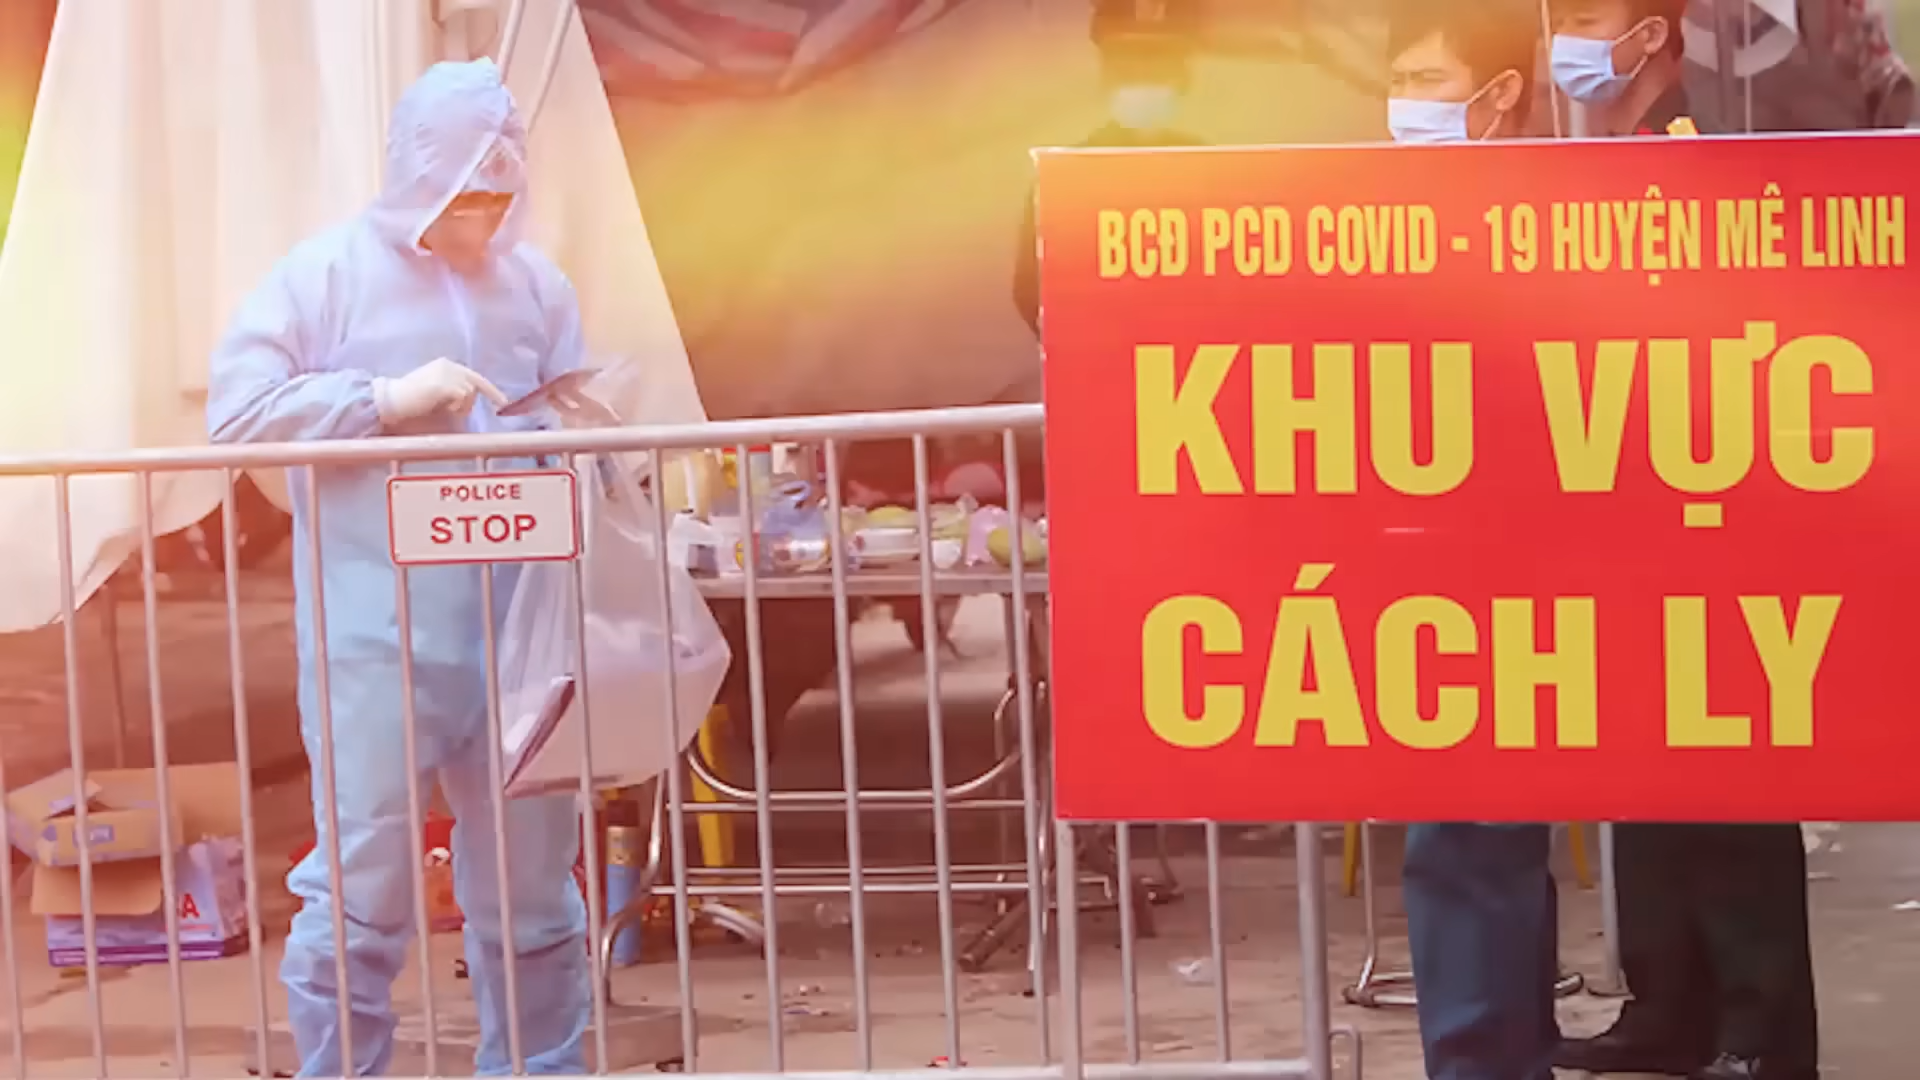 BCĐ PCD COVID - 19 HUYỆN MÊ LINH
KHU VỰC
CÁCH LY
POLICE
STOP